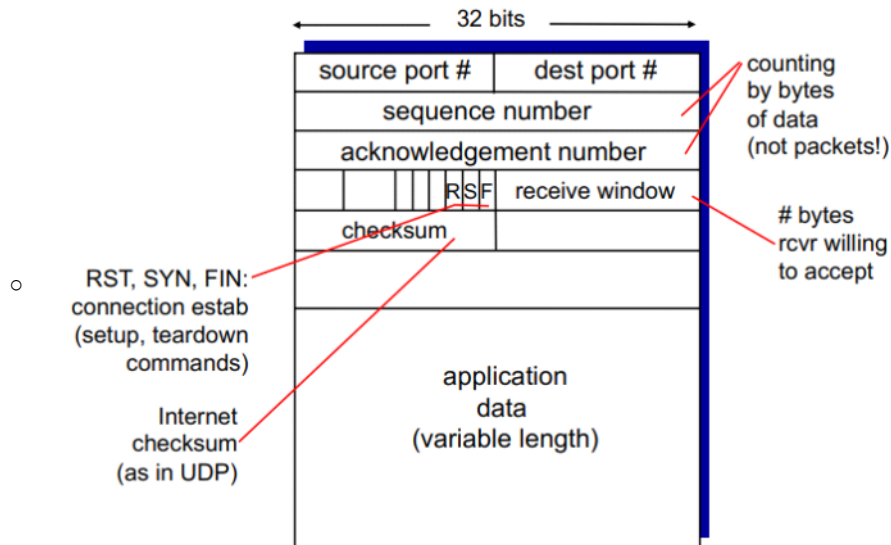 32 bits
source port # dest port #
sequence number
acknowledgement number
R S F receive window
checksum
application
data
(variable length)
counting
by bytes
of data
(not packets!)
# bytes
rcvr willing
to accept
RST, SYN, FIN:
connection estab
(setup, teardown
commands)
Internet
checksum
(as in UDP)